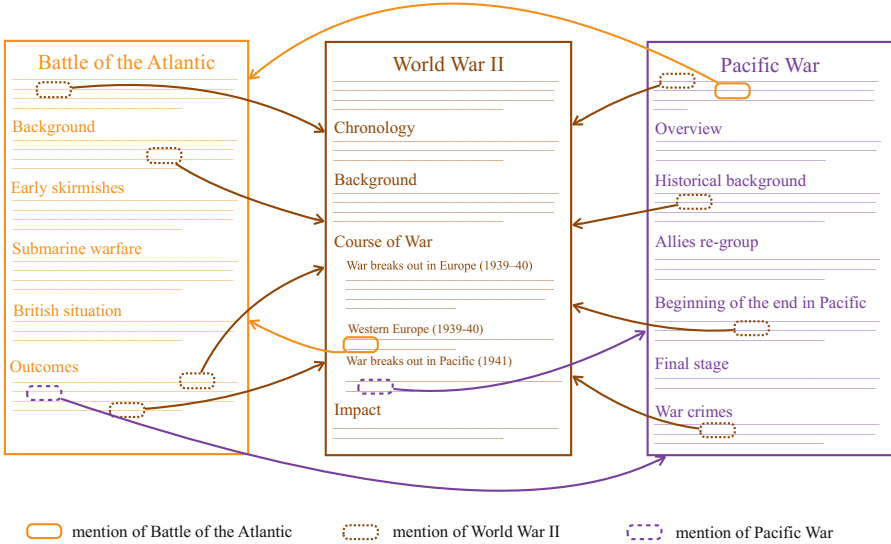 Battle of the Atlantic
Background
Early skirmishes
Submarine warfare
British situation
Outcomes
World War II
Chronology
Background
Course of War
War breaks out in Europe (1939–40)
Western Europe (1939-40)
War breaks out in Pacific (1941)
Impact
Pacific War
Overview
Historical background
Allies re-group
Beginning of the end in Pacific
Final stage
War crimes
mention of Battle of the Atlantic
mention of World War II
mention of Pacific War